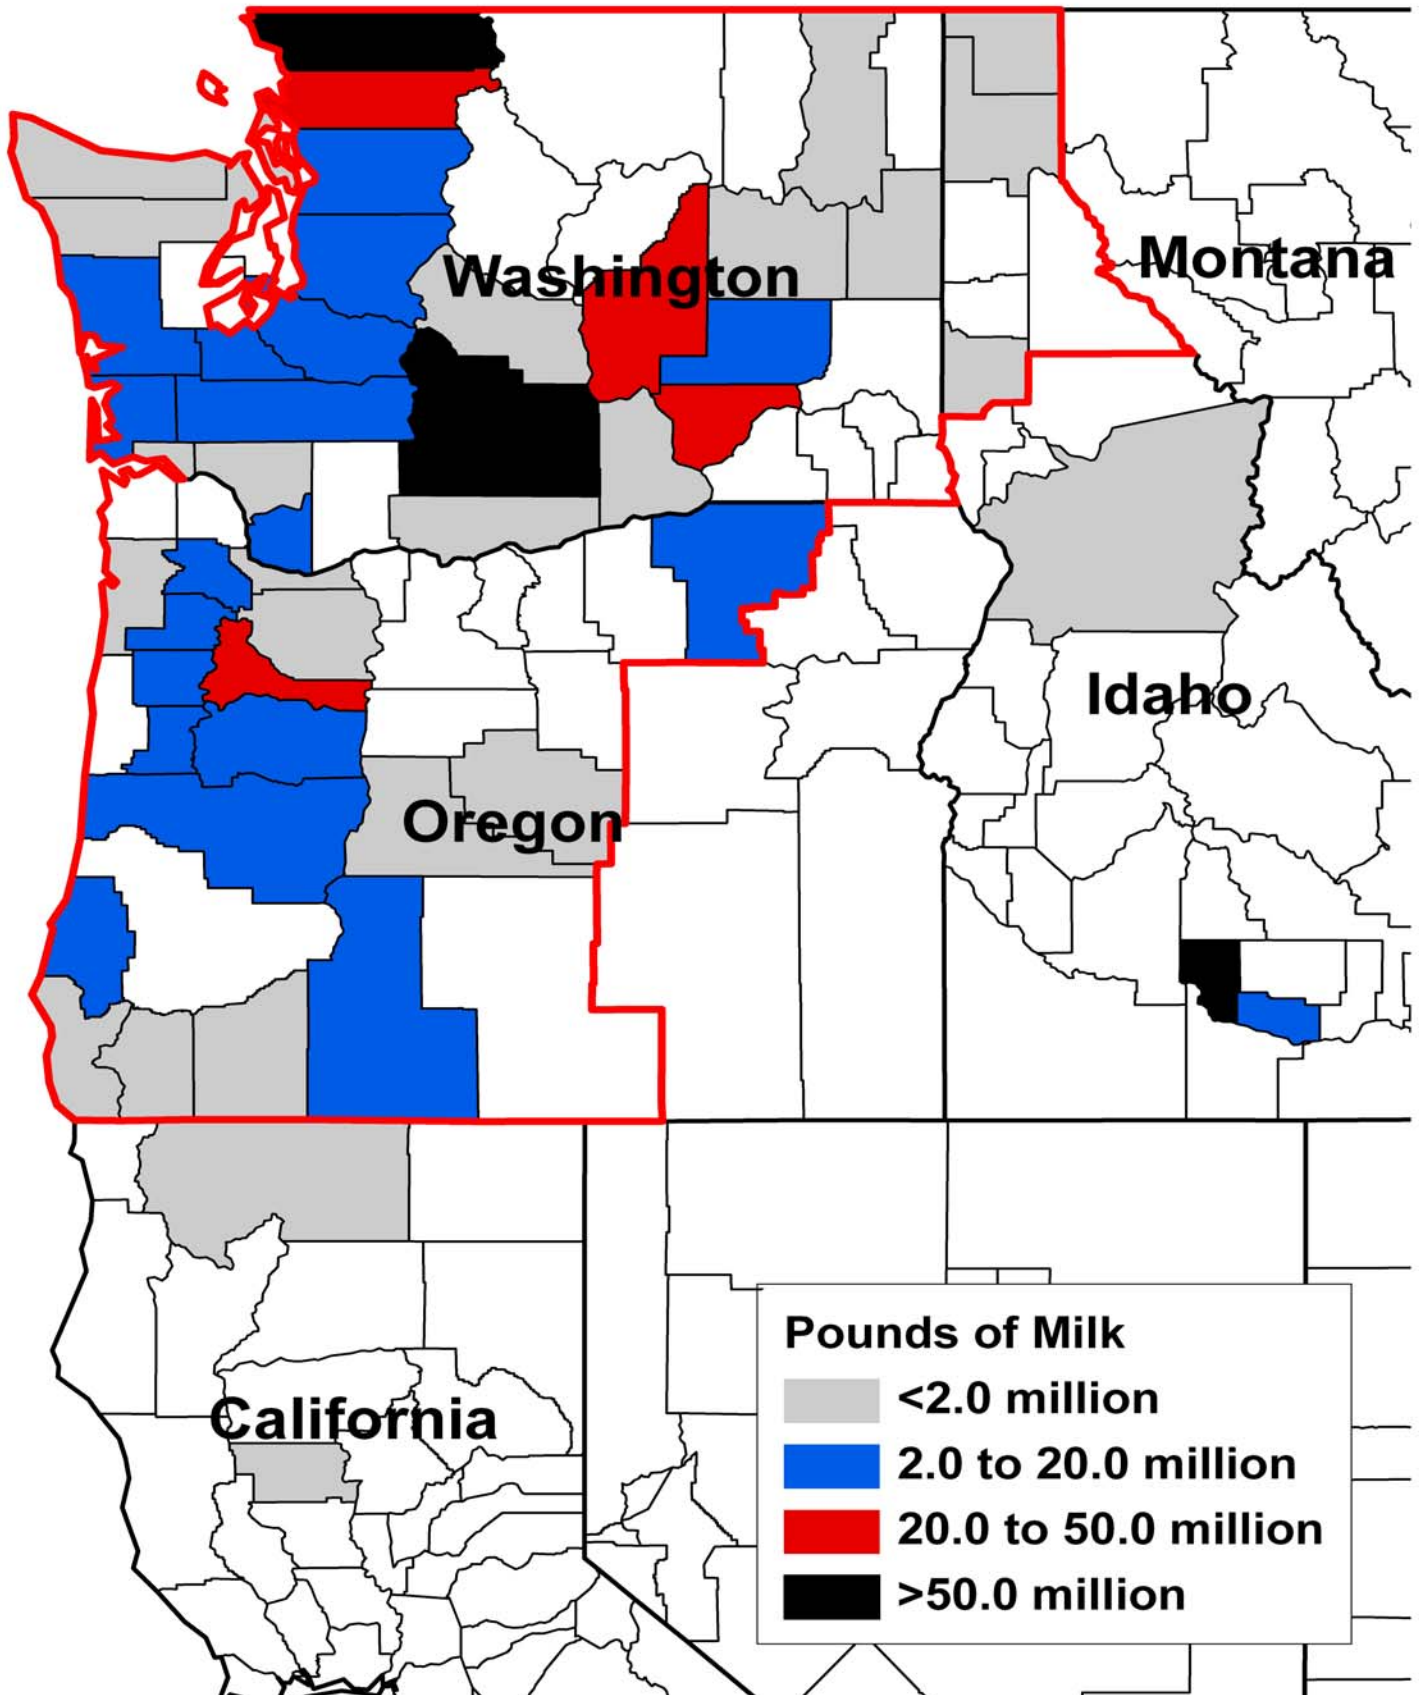 Washington
Montana
Idaho
Oregon
California
Pounds of Milk
<2.0 million
2.0 to 20.0 million
20.0 to 50.0 million
>50.0 million